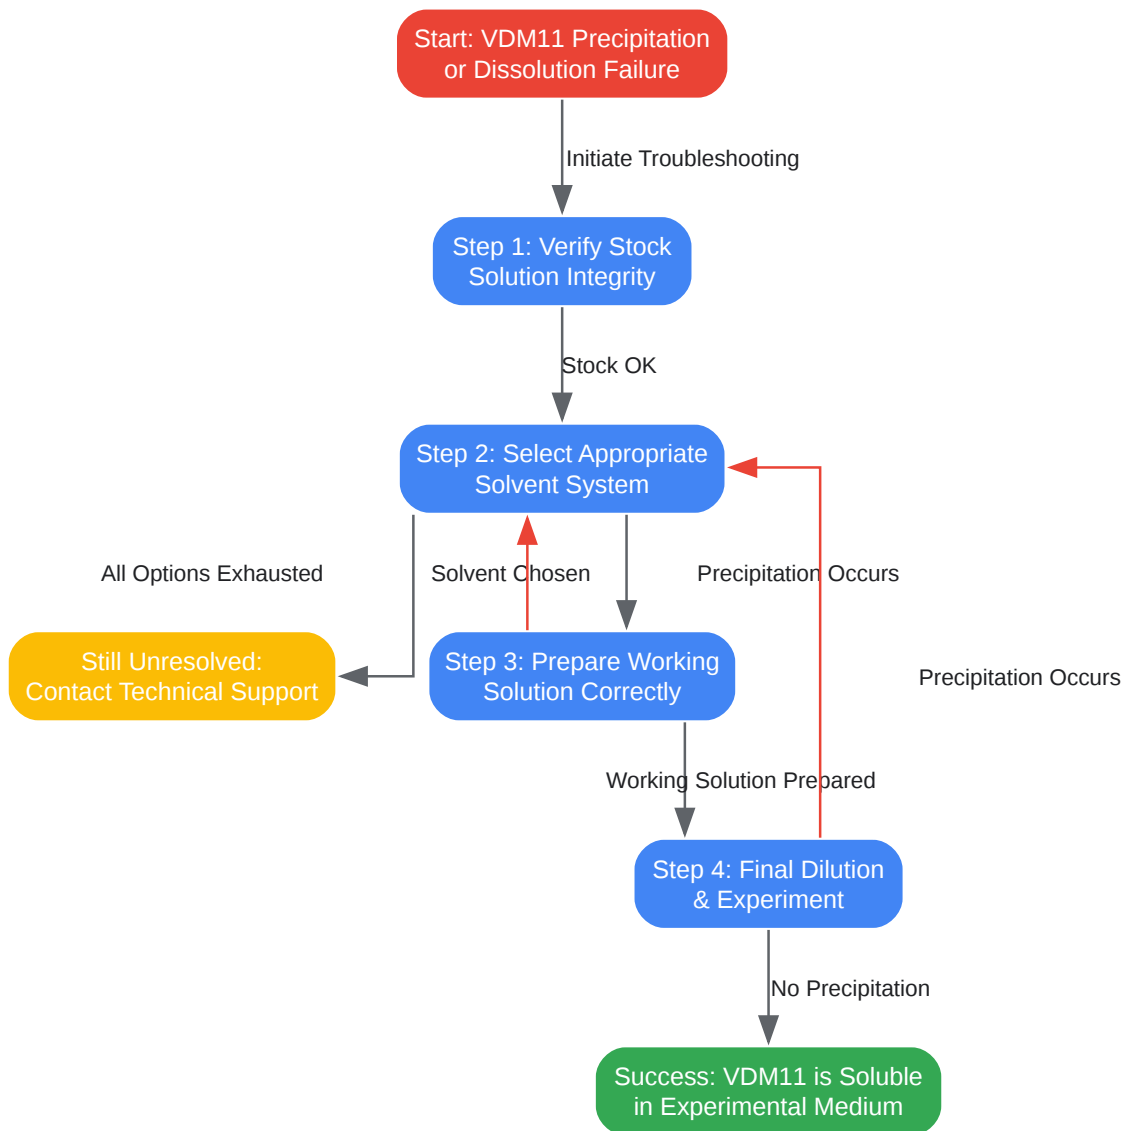 Start: VDM11 Precipitation
or Dissolution Failure
Initiate Troubleshooting
Step 1: Verify Stock
Solution Integrity
Stock OK
Step 2: Select Appropriate
Solvent System
All Options Exhausted
Solvent Chosen
Precipitation Occurs
Still Unresolved:
Contact Technical Support
Step 3: Prepare Working
Solution Correctly
Precipitation Occurs
Working Solution Prepared
Step 4: Final Dilution
& Experiment
No Precipitation
Success: VDM11 is Soluble
in Experimental Medium